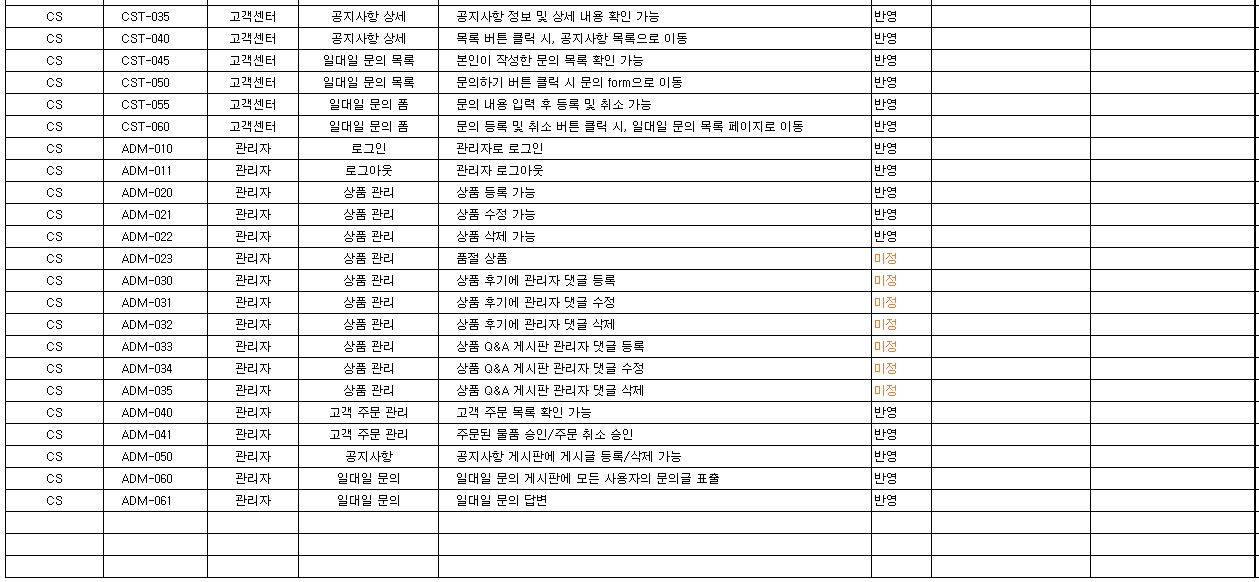 CS CST-035 고객센터 공지사항 상세 공지사항 정보 및 상세 내용 확인 가능 반영
CS CST-040 고객센터 공지사항 상세 목록 버튼 클릭 시, 공지사항 목록으로 이동 반영
CS CST-045 고객센터 일대일 문의 목록 본인이 작성한 문의 목록 확인 가능 반영
CS CST-050 고객센터 일대일 문의 목록 문의하기 버튼 클릭 시 문의 form으로 이동 반영
CS CST-055 고객센터 일대일 문의 폼 문의 내용 입력 후 등록 및 취소 가능 반영
CS CST-060 고객센터 일대일 문의 폼 문의 등록 및 취소 버튼 클릭 시, 일대일 문의 목록 페이지로 이동 반영
CS ADM-010 관리자 로그인 관리자로 로그인 반영
CS ADM-011 관리자 로그아웃 관리자 로그아웃 반영
CS ADM-020 관리자 상품 관리 상품 등록 가능 반영
CS ADM-021 관리자 상품 관리 상품 수정 가능 반영
CS ADM-022 관리자 상품 관리 상품 삭제 가능 반영
CS ADM-023 관리자 상품 관리 품절 상품 미정
CS ADM-030 관리자 상품 관리 상품 후기에 관리자 댓글 등록 미정
CS ADM-031 관리자 상품 관리 상품 후기에 관리자 댓글 수정 미정
CS ADM-032 관리자 상품 관리 상품 후기에 관리자 댓글 삭제 미정
CS ADM-033 관리자 상품 관리 상품 Q&A 게시판 관리자 댓글 등록 미정
CS ADM-034 관리자 상품 관리 상품 Q&A 게시판 관리자 댓글 수정 미정
CS ADM-035 관리자 상품 관리 상품 Q&A 게시판 관리자 댓글 삭제 미정
CS ADM-040 관리자 고객 주문 관리 고객 주문 목록 확인 가능 반영
CS ADM-041 관리자 고객 주문 관리 주문된 물품 승인/주문 취소 승인 반영
CS ADM-050 관리자 공지사항 공지사항 게시판에 게시글 등록/삭제 가능 반영
CS ADM-060 관리자 일대일 문의 일대일 문의 게시판에 모든 사용자의 문의글 표출 반영
CS ADM-061 관리자 일대일 문의 일대일 문의 답변 반영